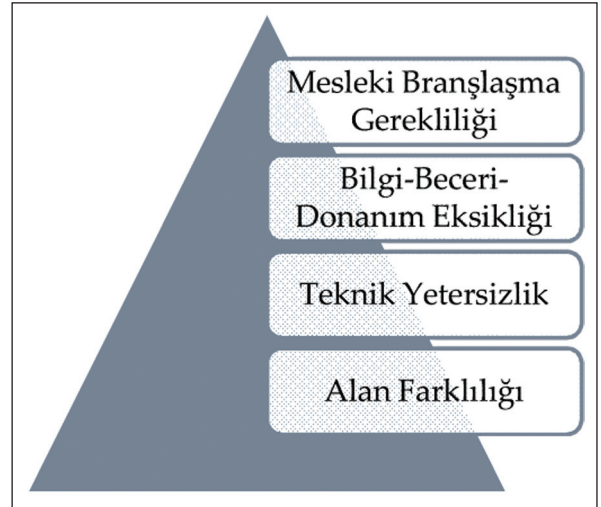 Mesleki Branşlaşma
Gerekliliği
Bilgi-Beceri-
Donanım Eksikliği
Teknik Yetersizlik
Alan Farklılığı